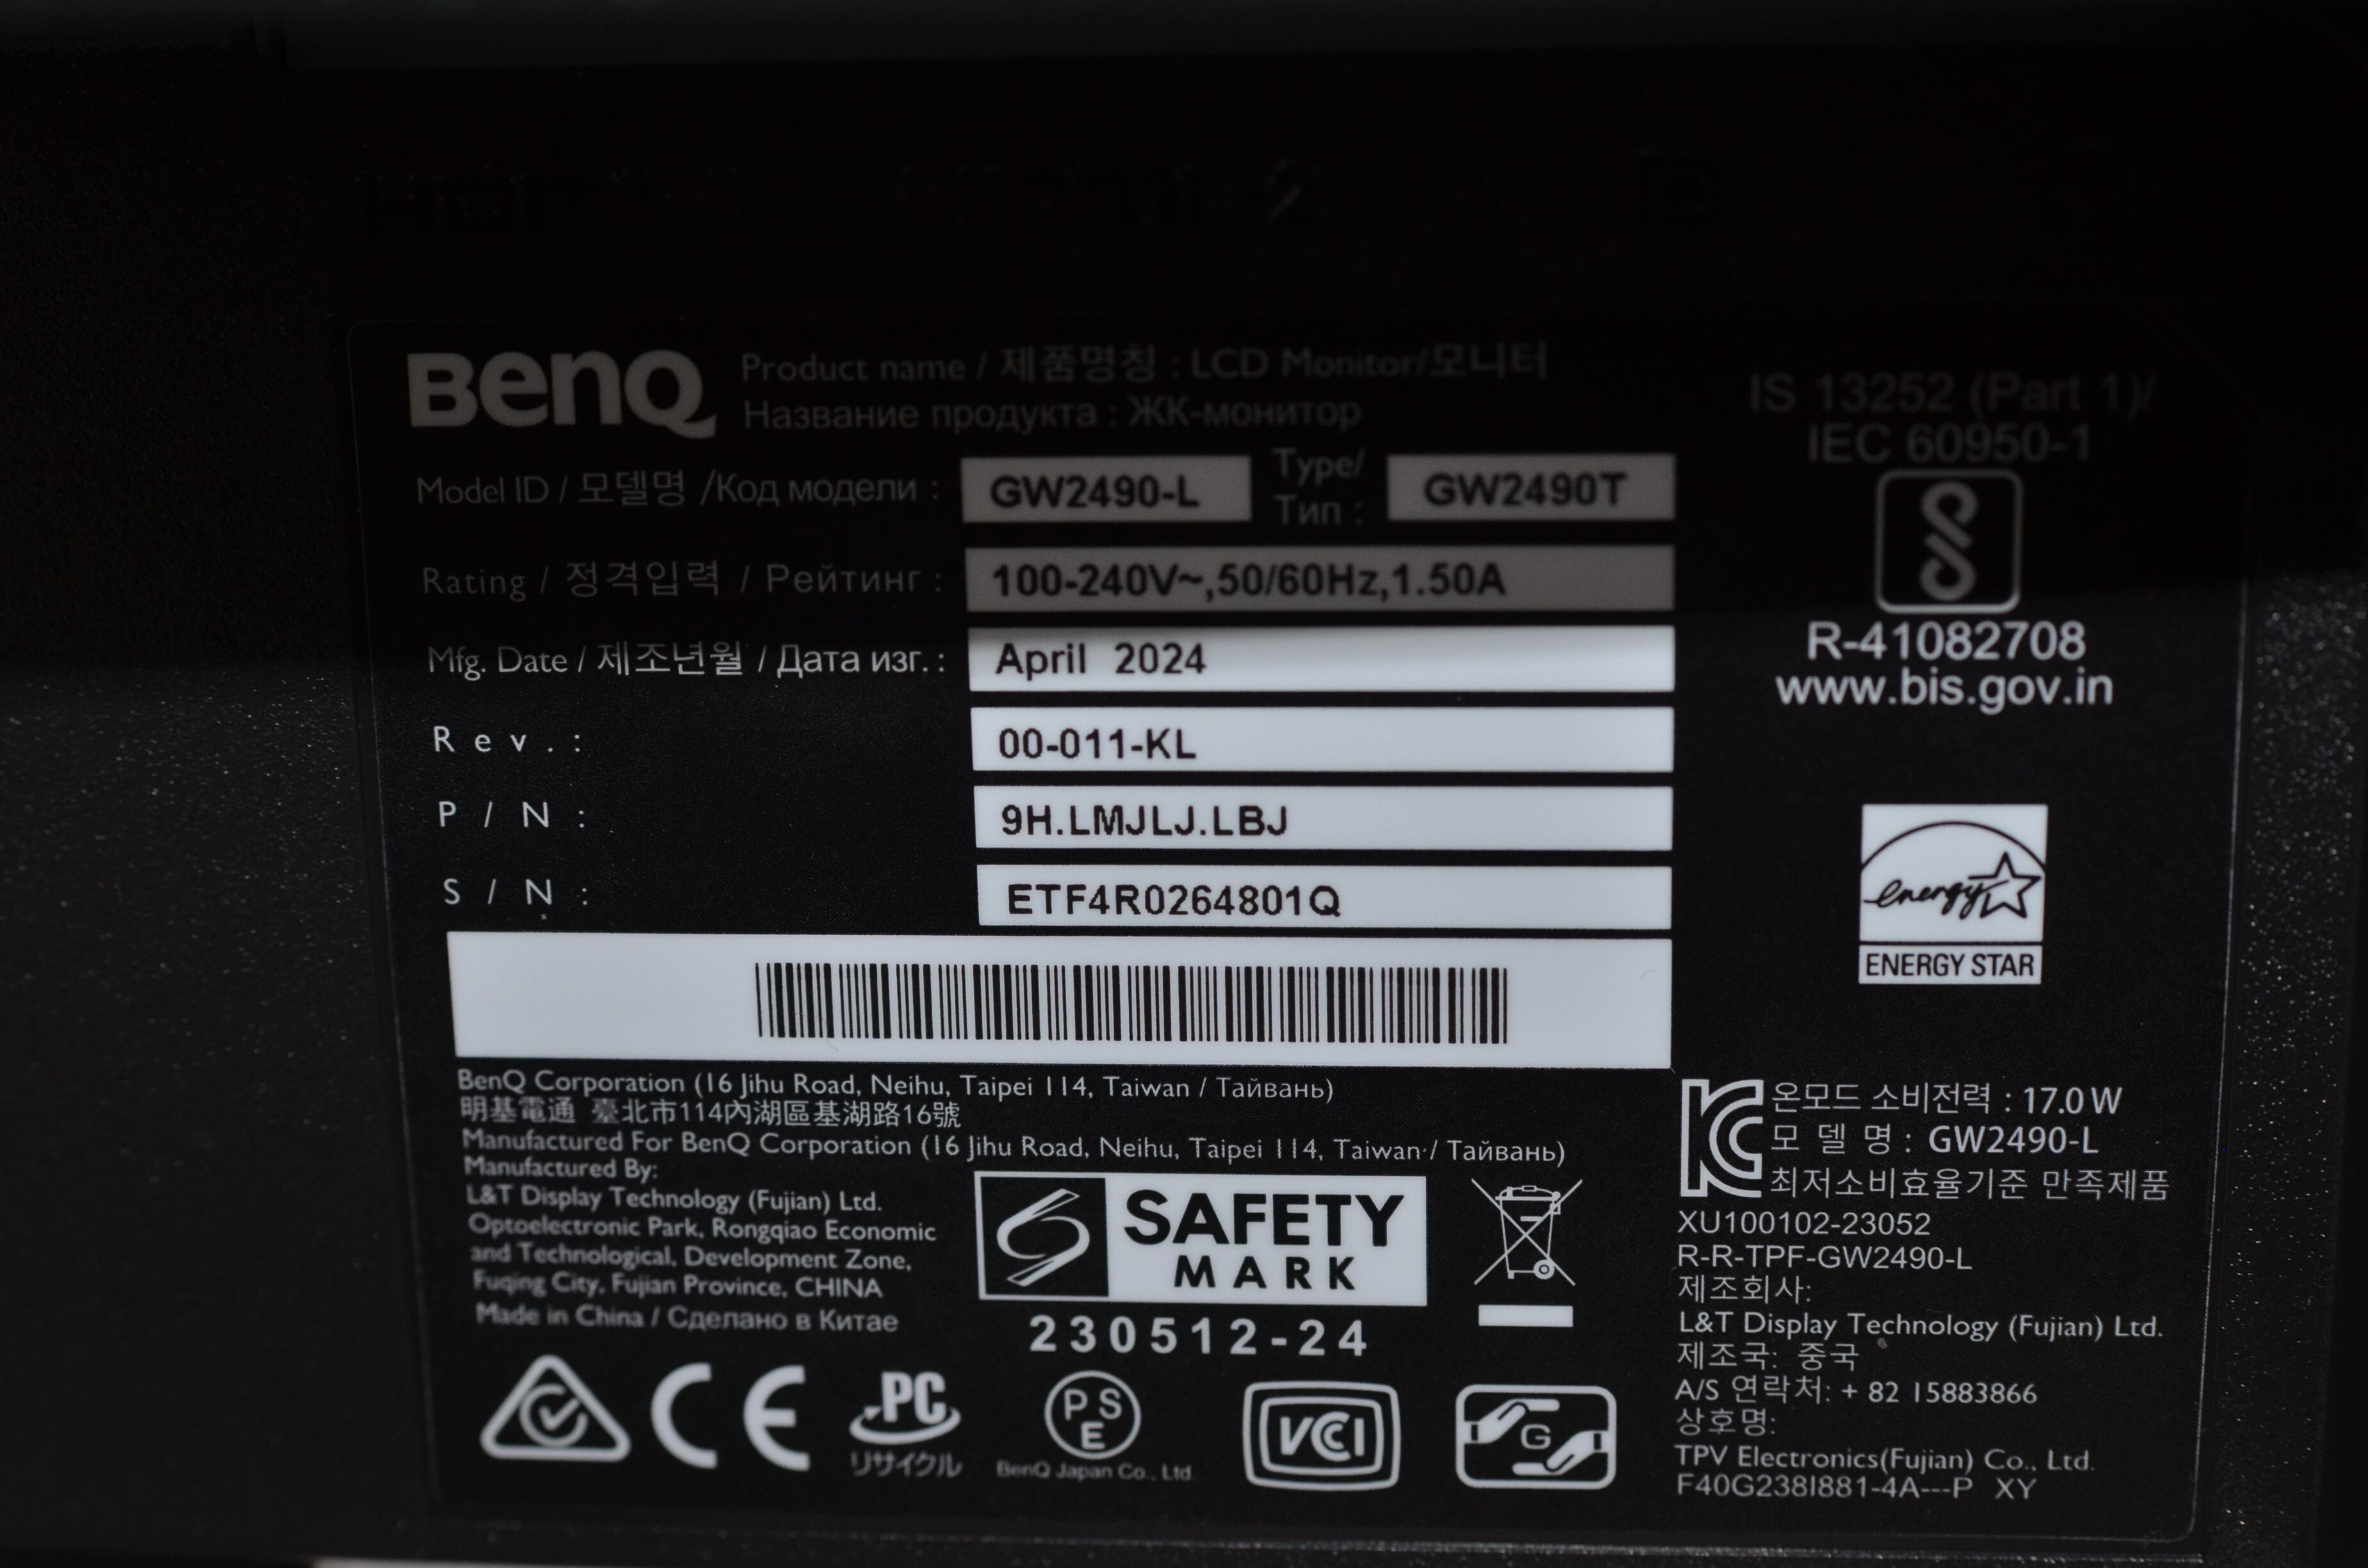 BenQ
Product name / 제품명칭 : LCD Monitor/모니터
Название продукта : ЖК-монитор
Model ID / 모델명 /Код модели : GW2490-L Type/ Тип : GW2490T
Rating / 정격입력 / Рейтинг : 100-240V~,50/60Hz,1.50A
Mfg. Date / 제조년월 / Дата изг. : April 2024
Rev. : 00-011-KL
P/N : 9H.LMJLJ.LBJ
S/N : ETF4R0264801Q
BenQ Corporation (16 Jihu Road, Neihu, Taipei 114, Taiwan / Тайвань)
明基電通 臺北市114內湖區基湖路16號
Manufactured For BenQ Corporation (16 Jihu Road, Neihu, Taipei 114, Taiwan / Тайвань)
Manufactured By:
L&T Display Technology (Fujian) Ltd.
Optoelectronic Park, Rongqiao Economic
and Technological, Development Zone,
Fuqing City, Fujian Province, CHINA
Made in China / Сделано в Китае
SAFETY
MARK
230512-24
CE
PC
リサイクル
PSE
BenQ Japan Co., Ltd.
VCCI
G
IS 13252 (Part 1)/
IEC 60950-1
R-41082708
www.bis.gov.in
energy
ENERGY STAR
KC
온모드 소비전력 : 17.0 W
모 델 명 : GW2490-L
최저소비효율기준 만족제품
XU100102-23052
R-R-TPF-GW2490-L
제조회사:
L&T Display Technology (Fujian) Ltd.
제조국: 중국
A/S 연락처: + 82 15883866
상호명:
TPV Electronics(Fujian) Co., Ltd.
F40G238I881-4A---P XY